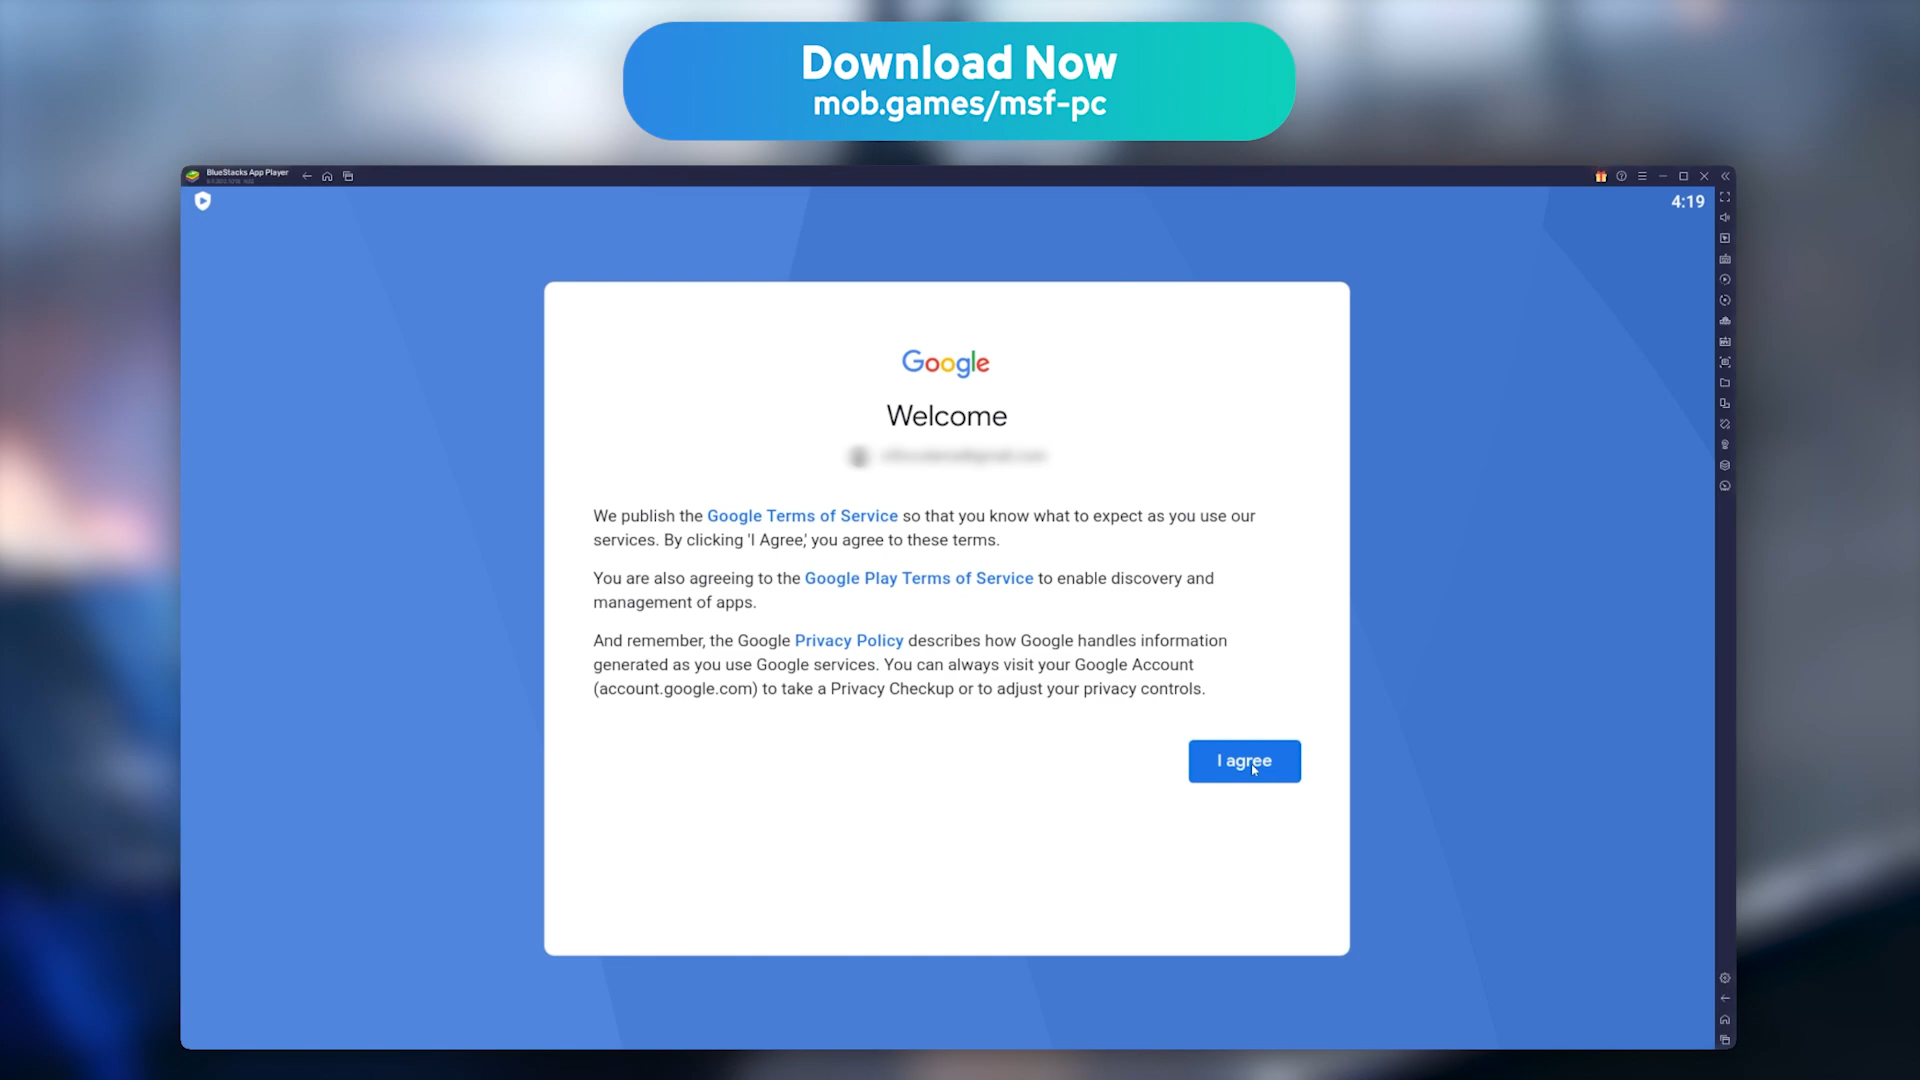 Download Now
mob.games/msf-pc
BlueStacks App Player
4:19
Google
Welcome
We publish the Google Terms of Service so that you know what to expect as you use our
services. By clicking 'I Agree,' you agree to these terms.
You are also agreeing to the Google Play Terms of Service to enable discovery and
management of apps.
And remember, the Google Privacy Policy describes how Google handles information
generated as you use Google services. You can always visit your Google Account
(account.google.com) to take a Privacy Checkup or to adjust your privacy controls.
I agree